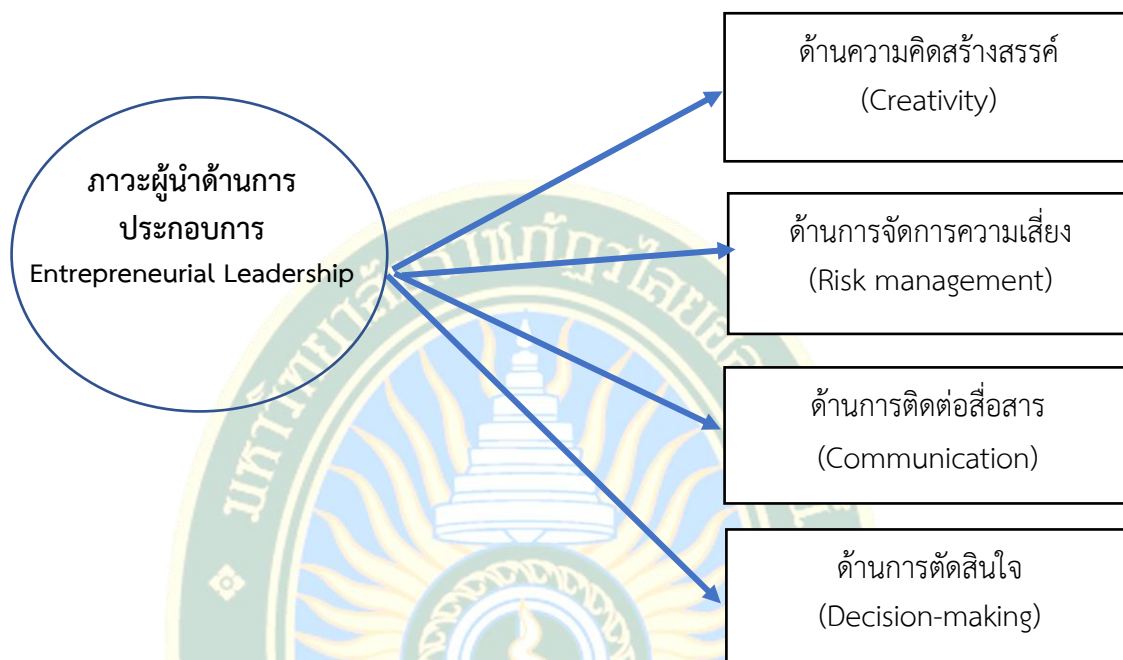 ภาวะผู้นำด้านการ
ประกอบการ
Entrepreneurial Leadership
ด้านความคิดสร้างสรรค์
(Creativity)
ด้านการจัดการความเสี่ยง
(Risk management)
ด้านการติดต่อสื่อสาร
(Communication)
ด้านการตัดสินใจ
(Decision-making)